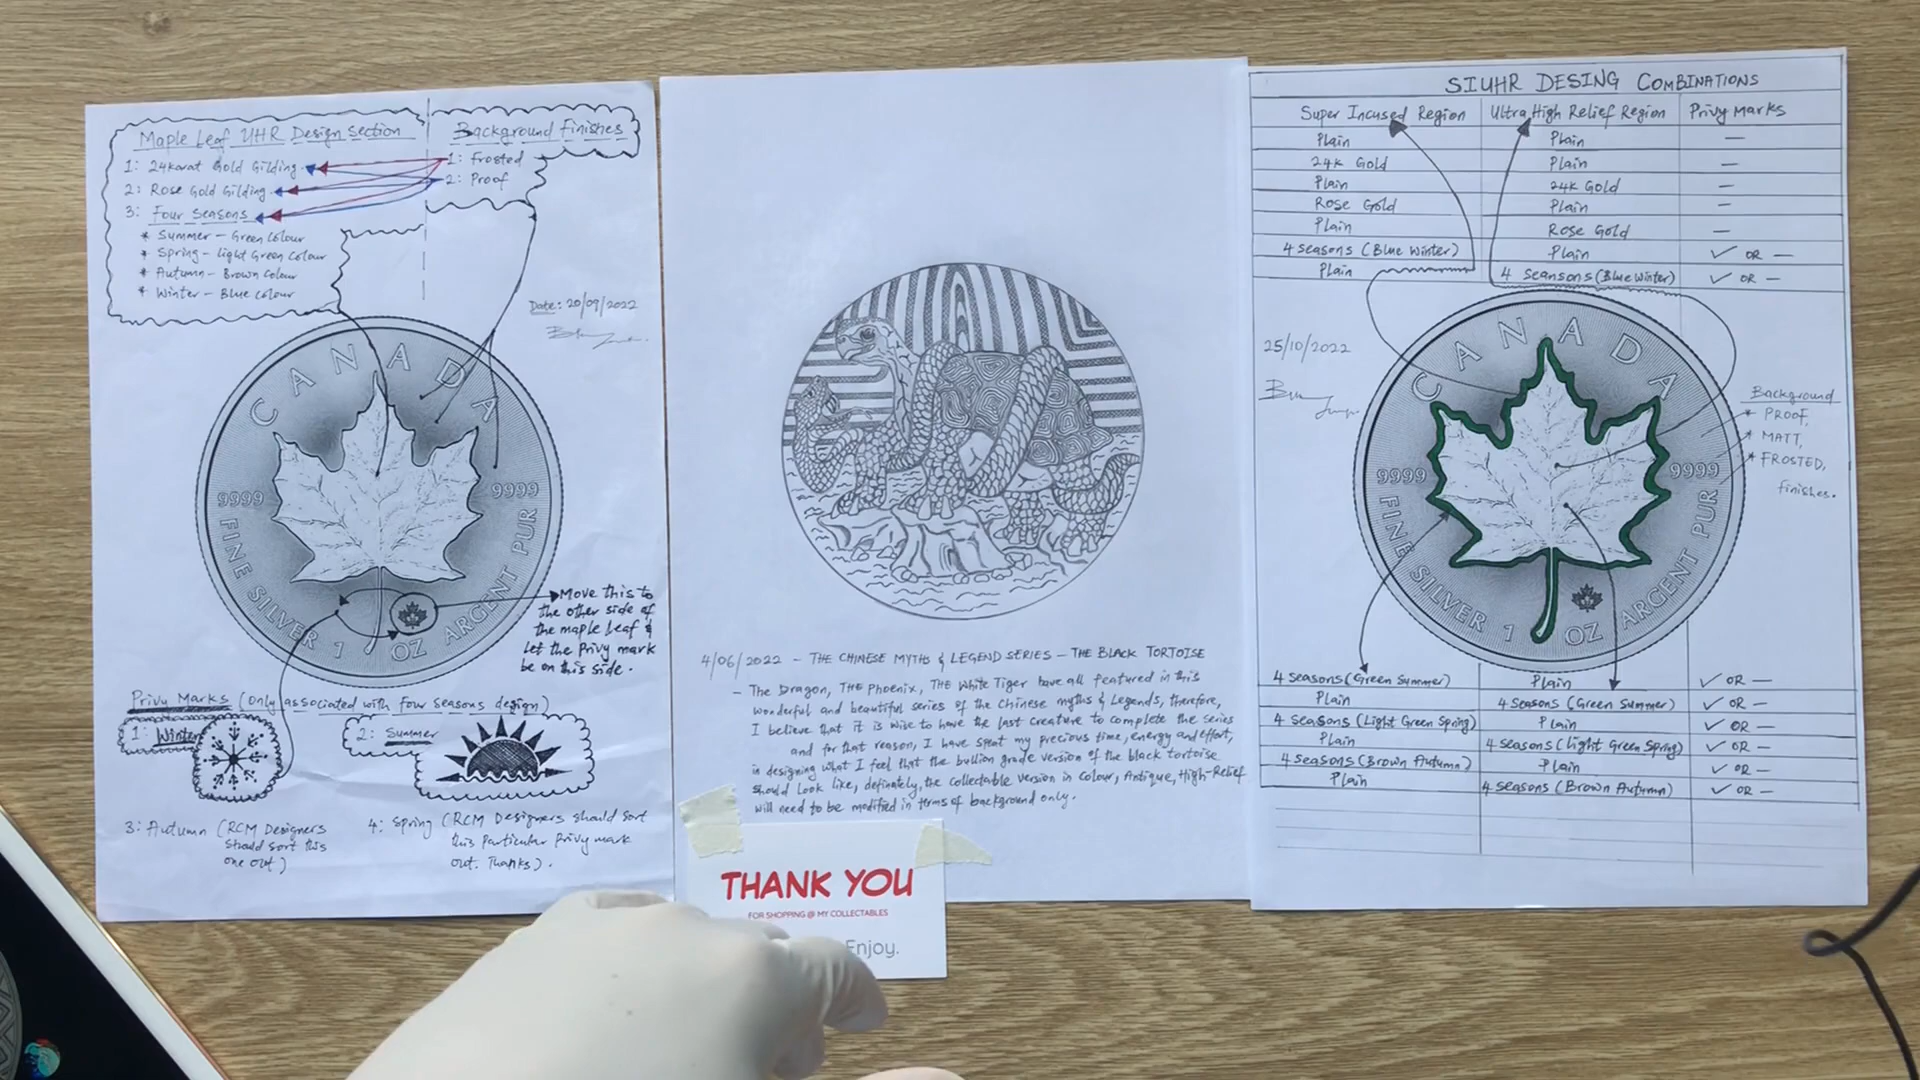 Maple Leaf UHR Design Section
1: 24karat Gold Gilding
2: Rose Gold Gilding
3: Four Seasons
* Summer - Green Colour
* Spring - light Green Colour
* Autumn - Brown Colour
* Winter - Blue Colour
Background Finishes
1: Frosted
2: Proof
Date: 20/09/2022
CANADA
9999
9999
FINE SILVER 1 OZ ARGENT PUR
Move this to
the other side of
the maple leaf &
Let the Privy mark
be on this side.
Privy Marks (only associated with four seasons design)
1: Winter
2: Summer
3: Autumn (RCM Designers
should sort this
one out)
4: Spring (RCM Designers should sort
this Particular Privy mark
out. Thanks).
4/06/2022 - THE CHINESE MYTHS & LEGEND SERIES - THE BLACK TORTOISE
- The Dragon, THE Phoenix, THE White Tiger have all featured in this
wonderful and beautiful series of the Chinese myths & Legends, therefore,
I believe that it is wise to have the last creature to complete the series
and for that reason, I have spent my precious time, energy and effort,
in designing what I feel that the bullion grade version of the black tortoise
should Look like, definately, the collectable version in colour, Antique, High-Relief
will need to be modified in terms of background only.
THANK YOU
FOR SHOPPING @ MY COLLECTABLES
Enjoy.
SIUHR DESING COMBINATIONS
Super Incused Region Ultra High Relief Region Privy Marks
Plain Plain —
24k Gold Plain —
Plain 24k Gold —
Rose Gold Plain —
Plain Rose Gold —
4 seasons (Blue Winter) Plain ✓ OR —
Plain 4 seansons (Blue Winter) ✓ OR —
25/10/2022
CANADA
9999
9999
FINE SILVER 1 OZ ARGENT PUR
Background
* PROOF,
* MATT,
* FROSTED,
finishes.
4 seasons (Green Summer) Plain ✓ OR —
Plain 4 seasons (Green Summer) ✓ OR —
4 Seasons (Light Green Spring) Plain ✓ OR —
Plain 4 seasons (light Green Spring) ✓ OR —
4 seasons (Brown Autumn) Plain ✓ OR —
Plain 4 seasons (Brown Autumn) ✓ OR —